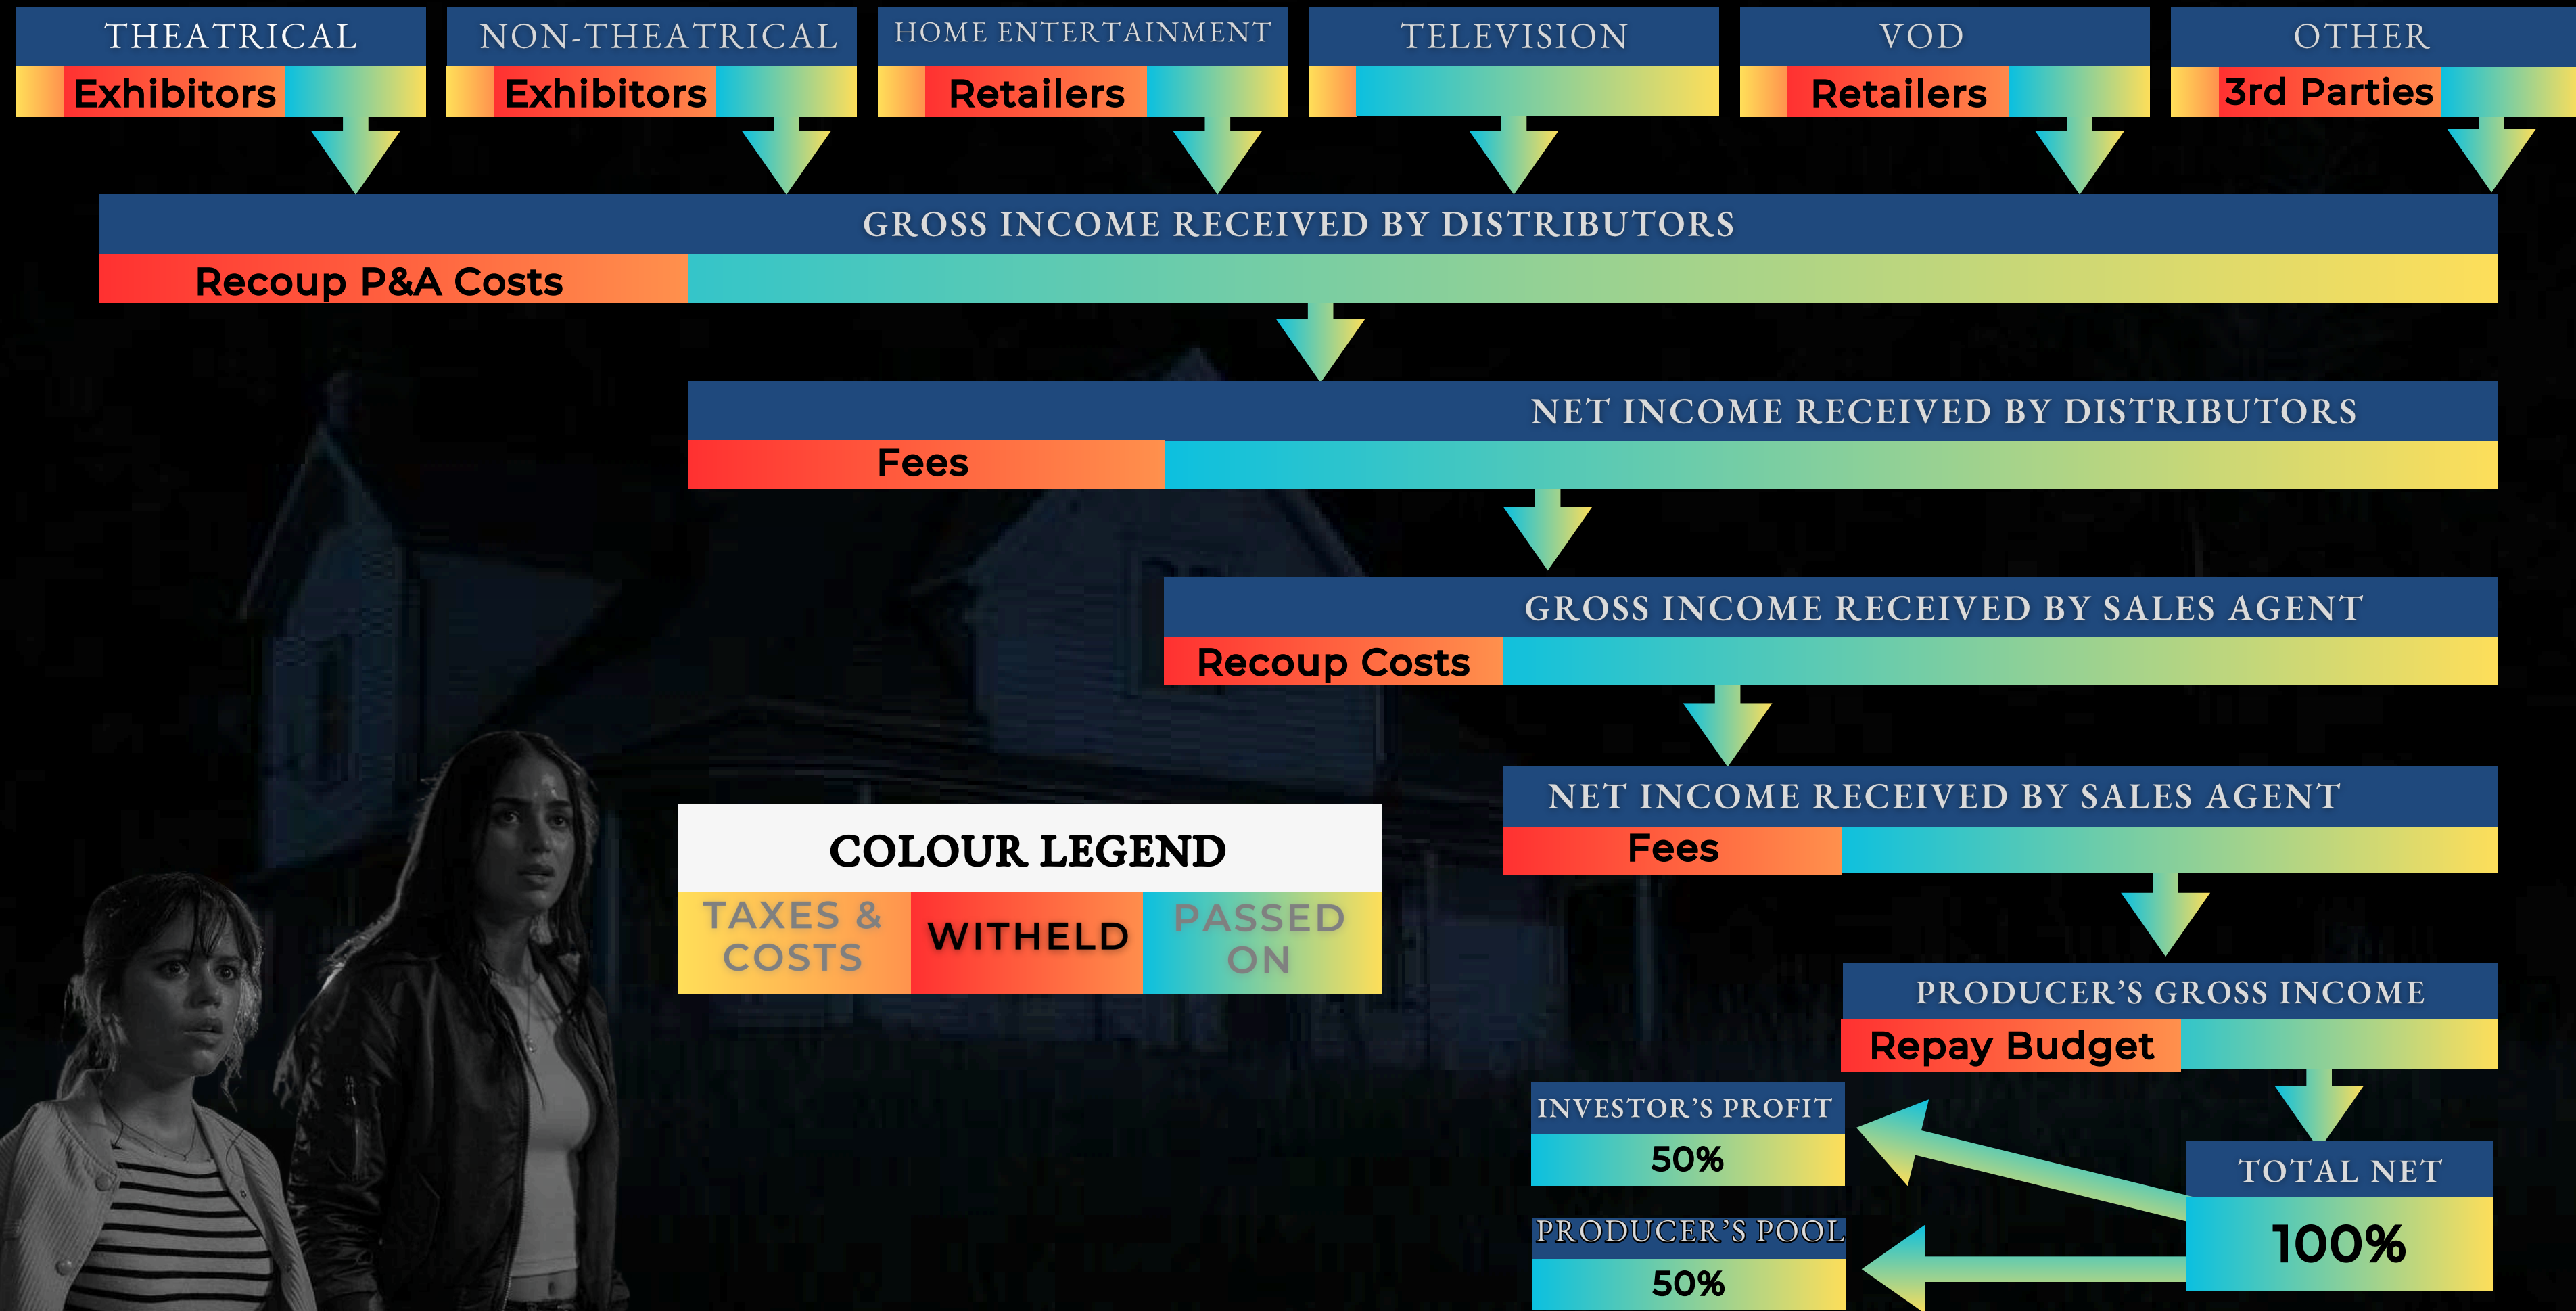 THEATRICAL
NON-THEATRICAL
HOME ENTERTAINMENT
TELEVISION
VOD
OTHER
Exhibitors
Exhibitors
Retailers
Retailers
3rd Parties
GROSS INCOME RECEIVED BY DISTRIBUTORS
Recoup P&A Costs
NET INCOME RECEIVED BY DISTRIBUTORS
Fees
GROSS INCOME RECEIVED BY SALES AGENT
Recoup Costs
NET INCOME RECEIVED BY SALES AGENT
Fees
COLOUR LEGEND
TAXES &
COSTS
WITHELD
PASSED
ON
PRODUCER'S GROSS INCOME
Repay Budget
INVESTOR'S PROFIT
50%
TOTAL NET
100%
PRODUCER'S POOL
50%